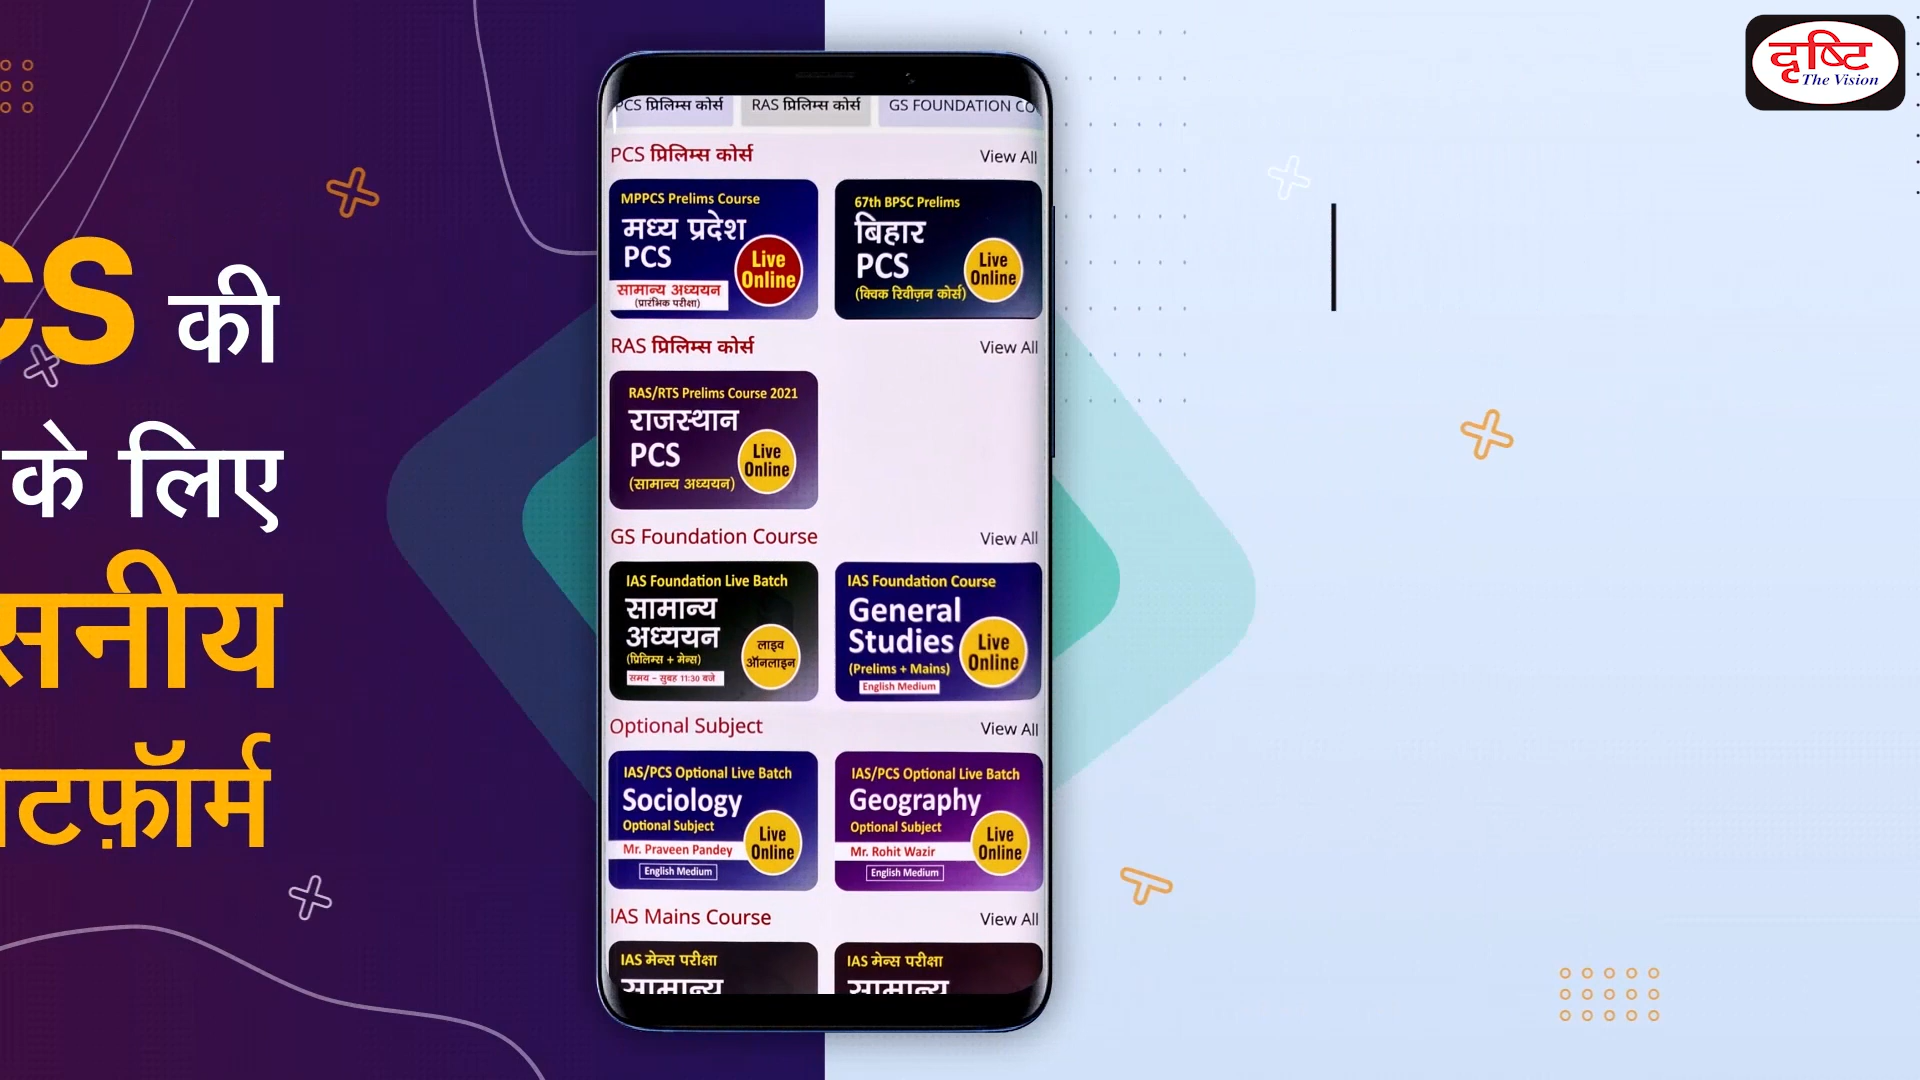 दृष्टि
The Vision
CS की
के लिए
सनीय
टफ़ॉर्म
PCS प्रिलिम्स कोर्स
RAS प्रिलिम्स कोर्स
GS FOUNDATION CO
PCS प्रिलिम्स कोर्स
View All
MPPCS Prelims Course
मध्य प्रदेश
PCS
Live
Online
सामान्य अध्ययन
(प्रारंभिक परीक्षा)
67th BPSC Prelims
बिहार
PCS
Live
Online
(क्विक रिवीज़न कोर्स)
RAS प्रिलिम्स कोर्स
View All
RAS/RTS Prelims Course 2021
राजस्थान
PCS
Live
Online
(सामान्य अध्ययन)
GS Foundation Course
View All
IAS Foundation Live Batch
सामान्य
अध्ययन
(प्रिलिम्स + मेन्स)
समय - सुबह 11:30 बजे
लाइव
ऑनलाइन
IAS Foundation Course
General
Studies
(Prelims + Mains)
English Medium
Live
Online
Optional Subject
View All
IAS/PCS Optional Live Batch
Sociology
Optional Subject
Mr. Praveen Pandey
English Medium
Live
Online
IAS/PCS Optional Live Batch
Geography
Optional Subject
Mr. Rohit Wazir
English Medium
Live
Online
IAS Mains Course
View All
IAS मेन्स परीक्षा
सामान्य
IAS मेन्स परीक्षा
सामान्य